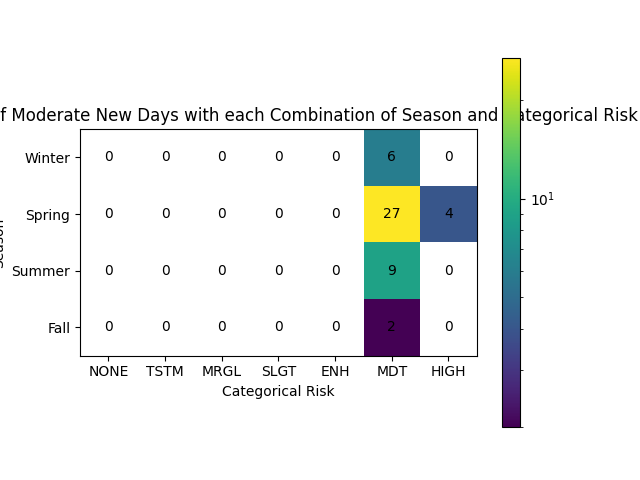 f Moderate New Days with each Combination of Season and Categorical Risk
Winter 0 0 0 0 0 6 0
Spring 0 0 0 0 0 27 4
Summer 0 0 0 0 0 9 0
Fall 0 0 0 0 0 2 0
NONE TSTM MRGL SLGT ENH MDT HIGH
Categorical Risk
Season
10¹